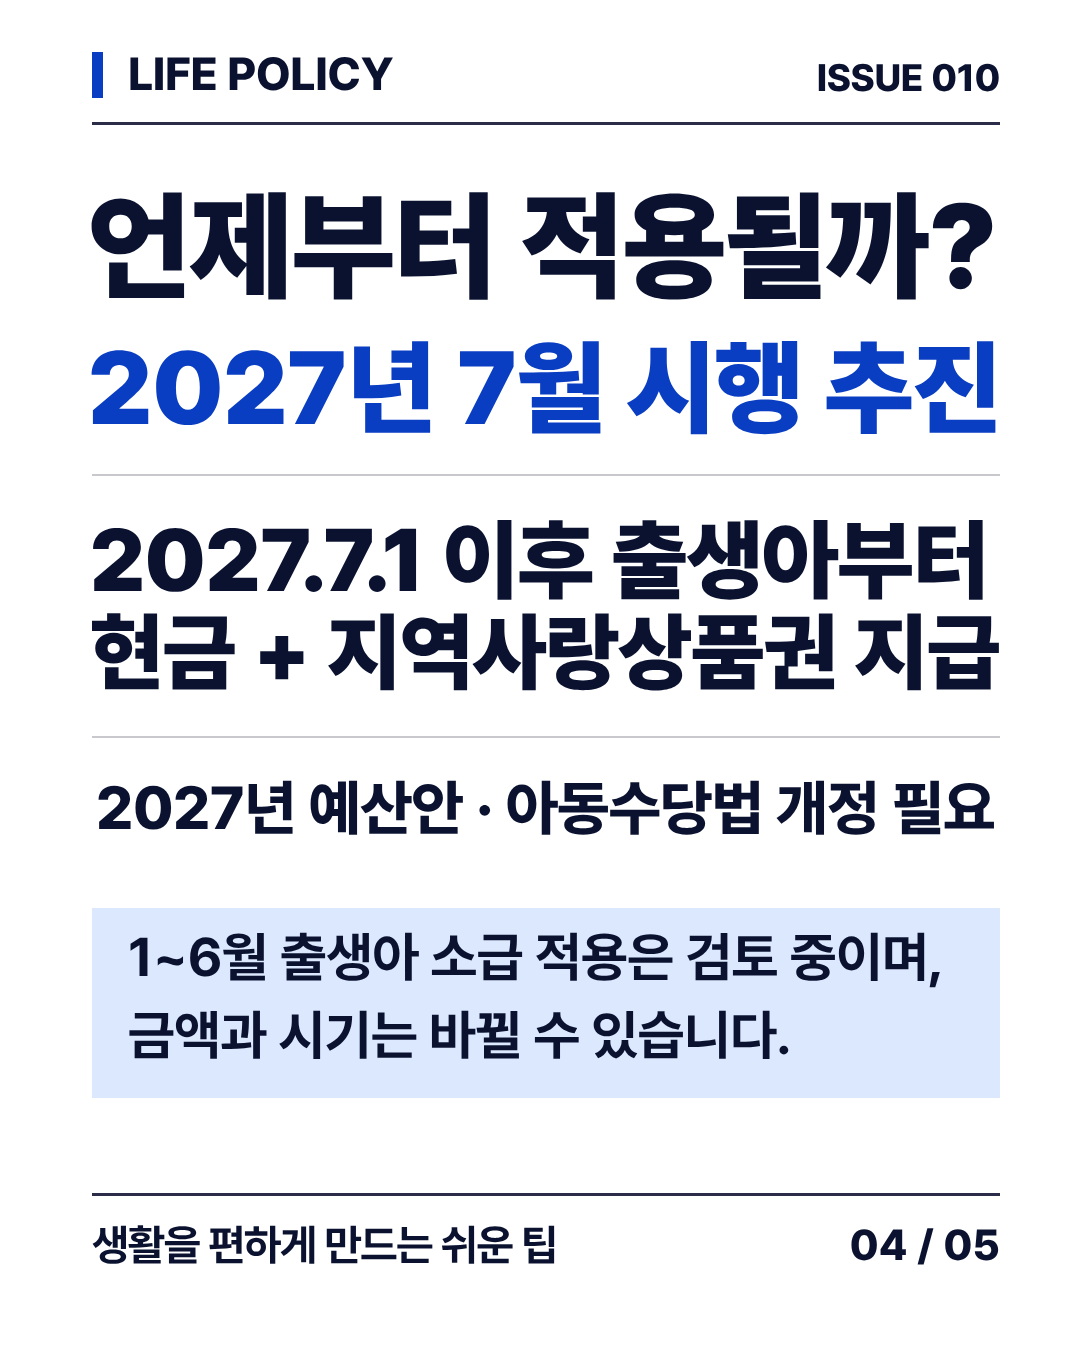 LIFE POLICY
ISSUE 010
언제부터 적용될까?
2027년 7월 시행 추진
2027.7.1 이후 출생아부터
현금 + 지역사랑상품권 지급
2027년 예산안 · 아동수당법 개정 필요
1~6월 출생아 소급 적용은 검토 중이며,
금액과 시기는 바뀔 수 있습니다.
생활을 편하게 만드는 쉬운 팁
04 / 05